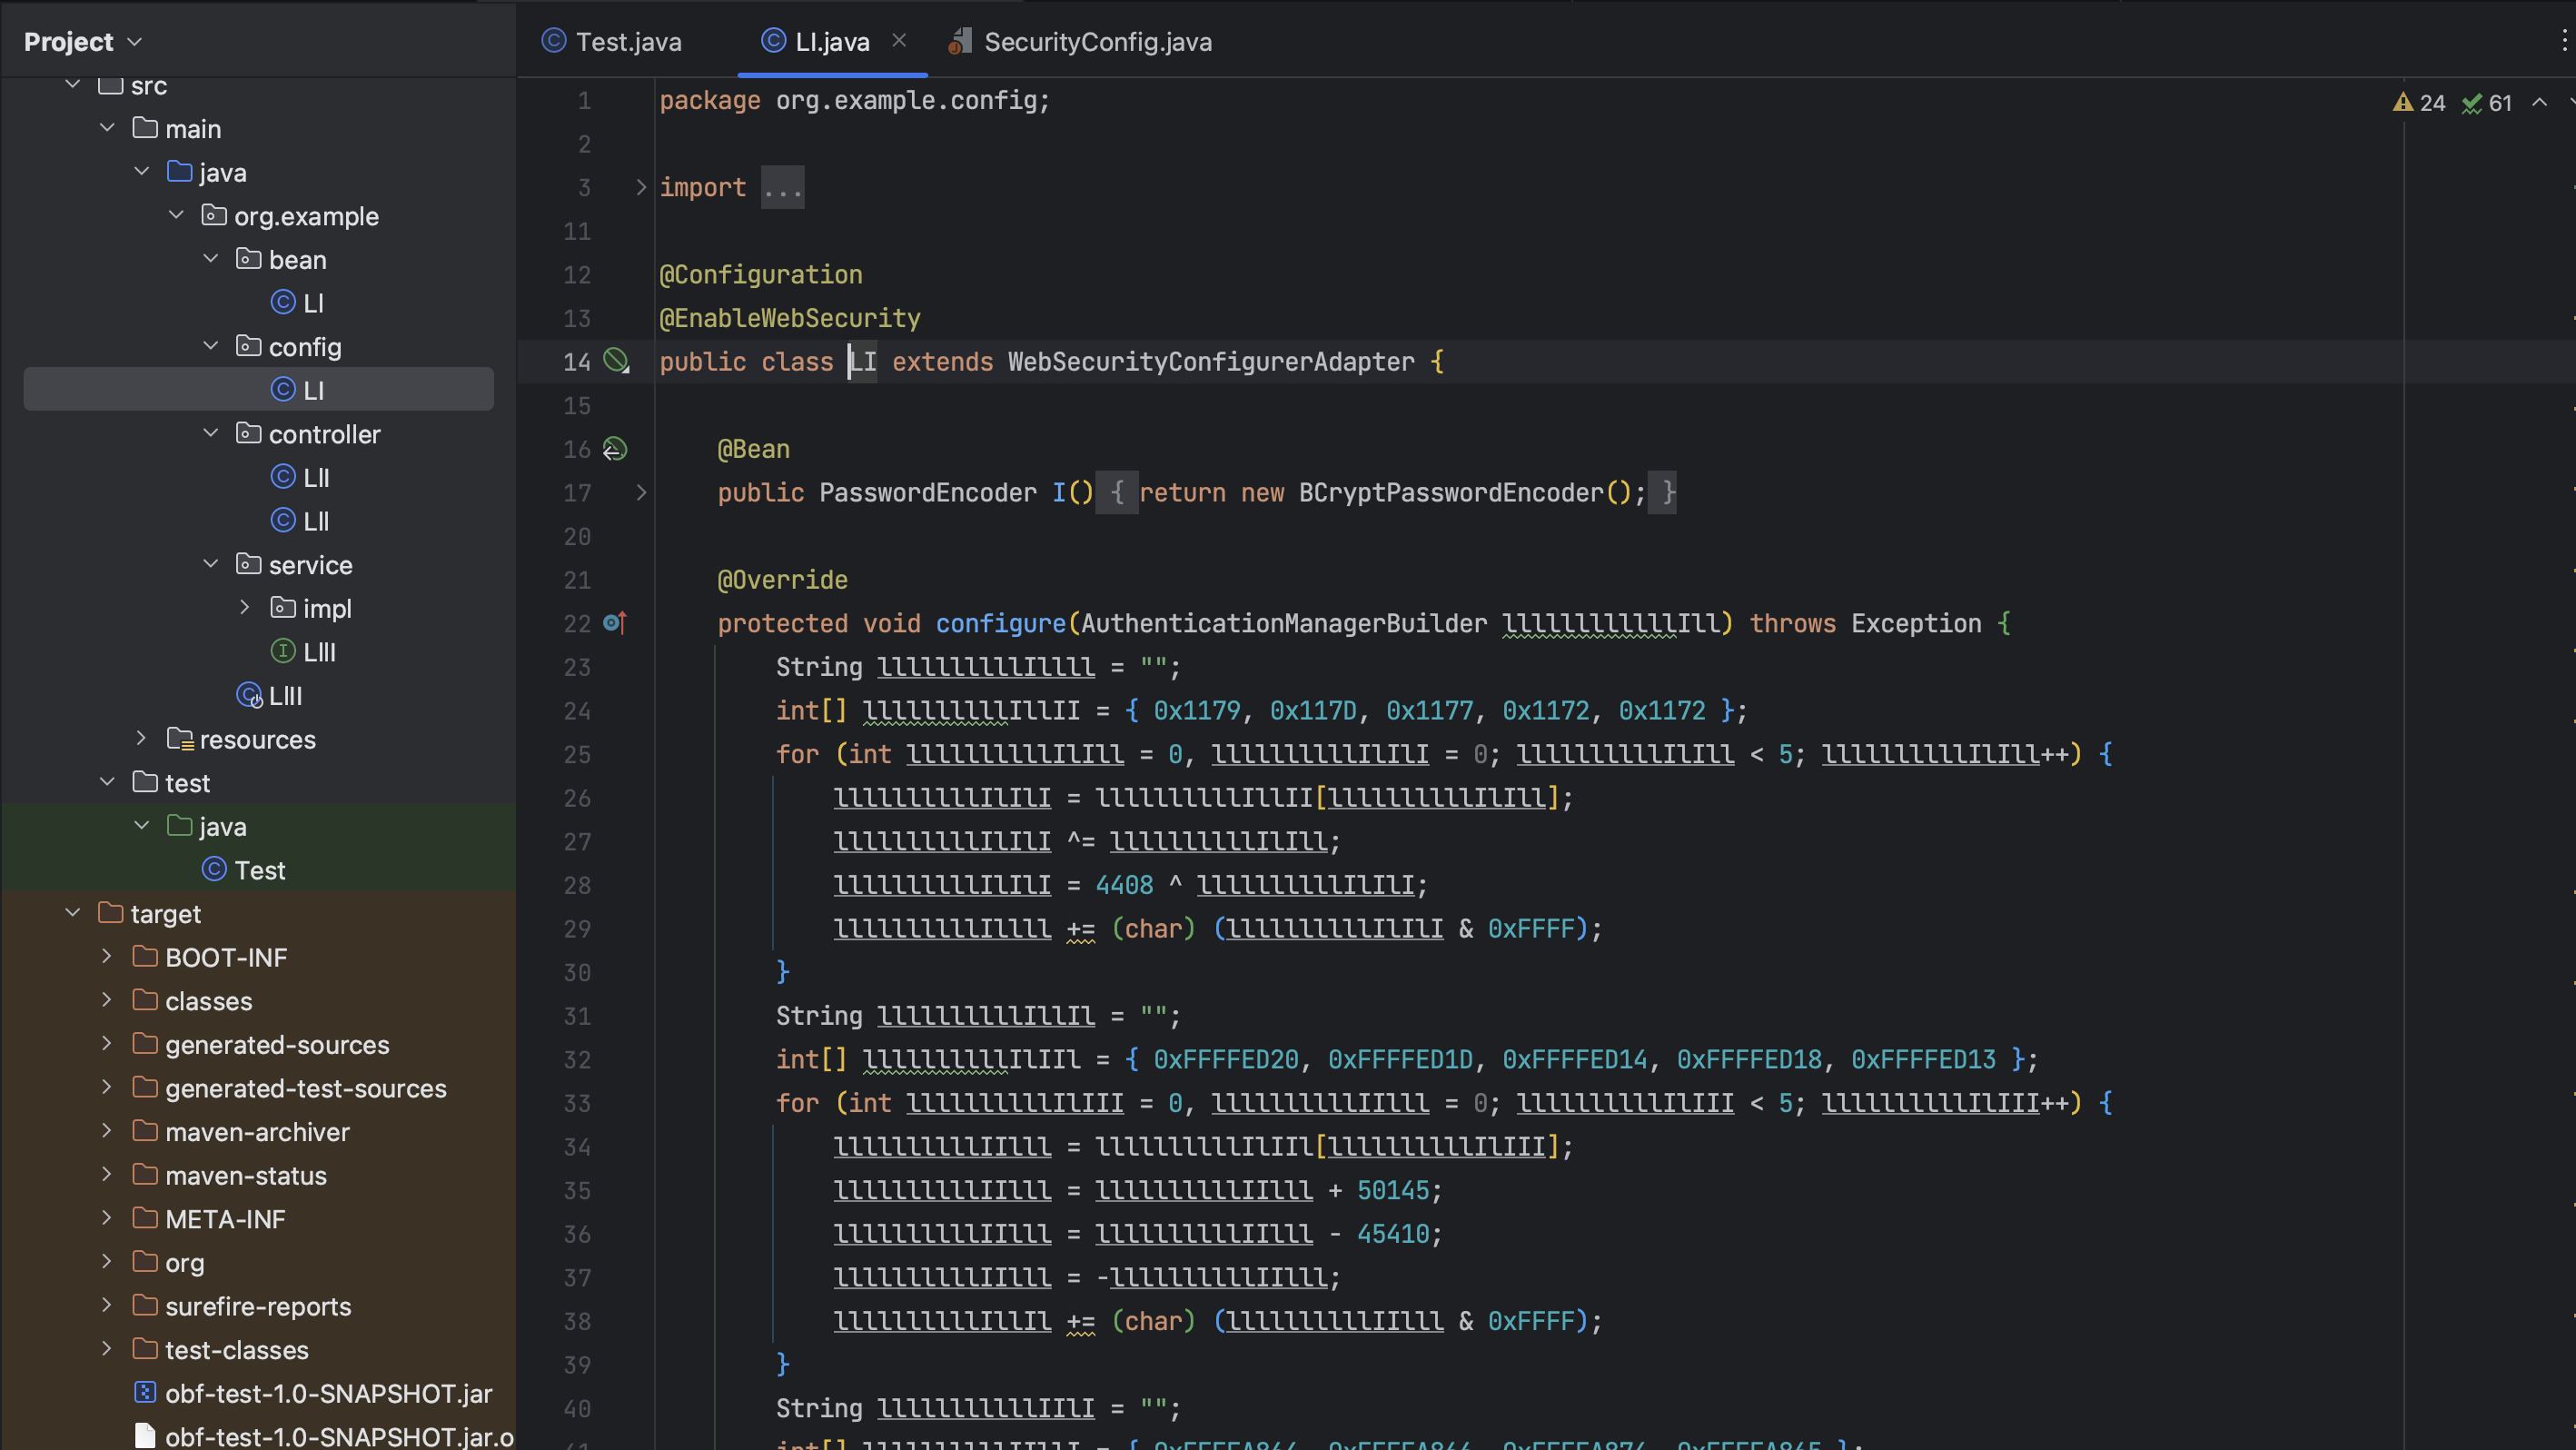 Project
src
main
java
org.example
bean
LI
config
LI
controller
LII
LII
service
impl
LIII
LIII
resources
test
java
Test
target
BOOT-INF
classes
generated-sources
generated-test-sources
maven-archiver
maven-status
META-INF
org
surefire-reports
test-classes
obf-test-1.0-SNAPSHOT.jar
obf-test-1.0-SNAPSHOT.jar.o
Test.java LI.java SecurityConfig.java
24 61
1 package org.example.config;
2
3 import ...
11
12 @Configuration
13 @EnableWebSecurity
14 public class LI extends WebSecurityConfigurerAdapter {
15
16 @Bean
17 public PasswordEncoder I() { return new BCryptPasswordEncoder(); }
20
21 @Override
22 protected void configure(AuthenticationManagerBuilder llllllllllllIll) throws Exception {
23 String llllllllllIllll = "";
24 int[] llllllllllIllII = { 0x1179, 0x117D, 0x1177, 0x1172, 0x1172 };
25 for (int llllllllllIlIll = 0, llllllllllIlIlI = 0; llllllllllIlIll < 5; llllllllllIlIll++) {
26 llllllllllIlIlI = llllllllllIllII[llllllllllIlIll];
27 llllllllllIlIlI ^= llllllllllIlIll;
28 llllllllllIlIlI = 4408 ^ llllllllllIlIlI;
29 llllllllllIllll += (char) (llllllllllIlIlI & 0xFFFF);
30 }
31 String llllllllllIllIl = "";
32 int[] llllllllllIlIIl = { 0xFFFFED20, 0xFFFFED1D, 0xFFFFED14, 0xFFFFED18, 0xFFFFED13 };
33 for (int llllllllllIlIII = 0, llllllllllIIlll = 0; llllllllllIlIII < 5; llllllllllIlIII++) {
34 llllllllllIIlll = llllllllllIlIIl[llllllllllIlIII];
35 llllllllllIIlll = llllllllllIIlll + 50145;
36 llllllllllIIlll = llllllllllIIlll - 45410;
37 llllllllllIIlll = -llllllllllIIlll;
38 llllllllllIllIl += (char) (llllllllllIIlll & 0xFFFF);
39 }
40 String lllllllllllIIlI = "";